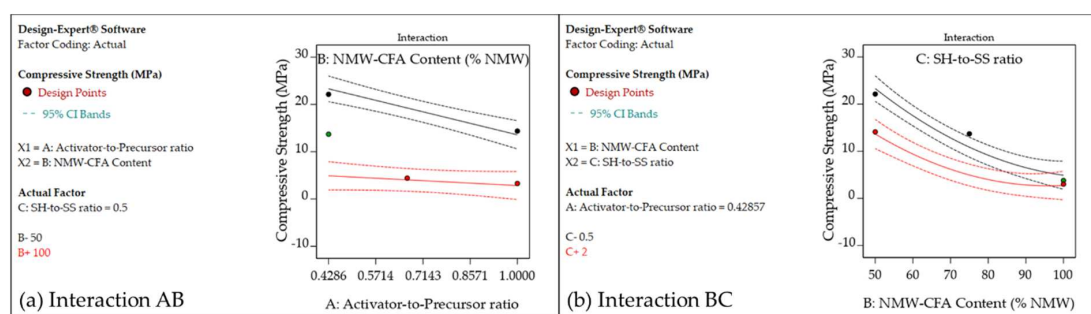 Design-Expert® Software
Factor Coding: Actual
Compressive Strength (MPa)
Design Points
95% CI Bands
X1 = A: Activator-to-Precursor ratio
X2 = B: NMW-CFA Content
Actual Factor
C: SH-to-SS ratio = 0.5
B- 50
B+ 100
(a) Interaction AB
Interaction
B: NMW-CFA Content (% NMW)
Compressive Strength (MPa)
30
20
10
0
-10
0.4286 0.5714 0.7143 0.8571 1.0000
A: Activator-to-Precursor ratio
Design-Expert® Software
Factor Coding: Actual
Compressive Strength (MPa)
Design Points
95% CI Bands
X1 = B: NMW-CFA Content
X2 = C: SH-to-SS ratio
Actual Factor
A: Activator-to-Precursor ratio = 0.42857
C- 0.5
C+ 2
(b) Interaction BC
Interaction
C: SH-to-SS ratio
Compressive Strength (MPa)
30
20
10
0
-10
50 60 70 80 90 100
B: NMW-CFA Content (% NMW)